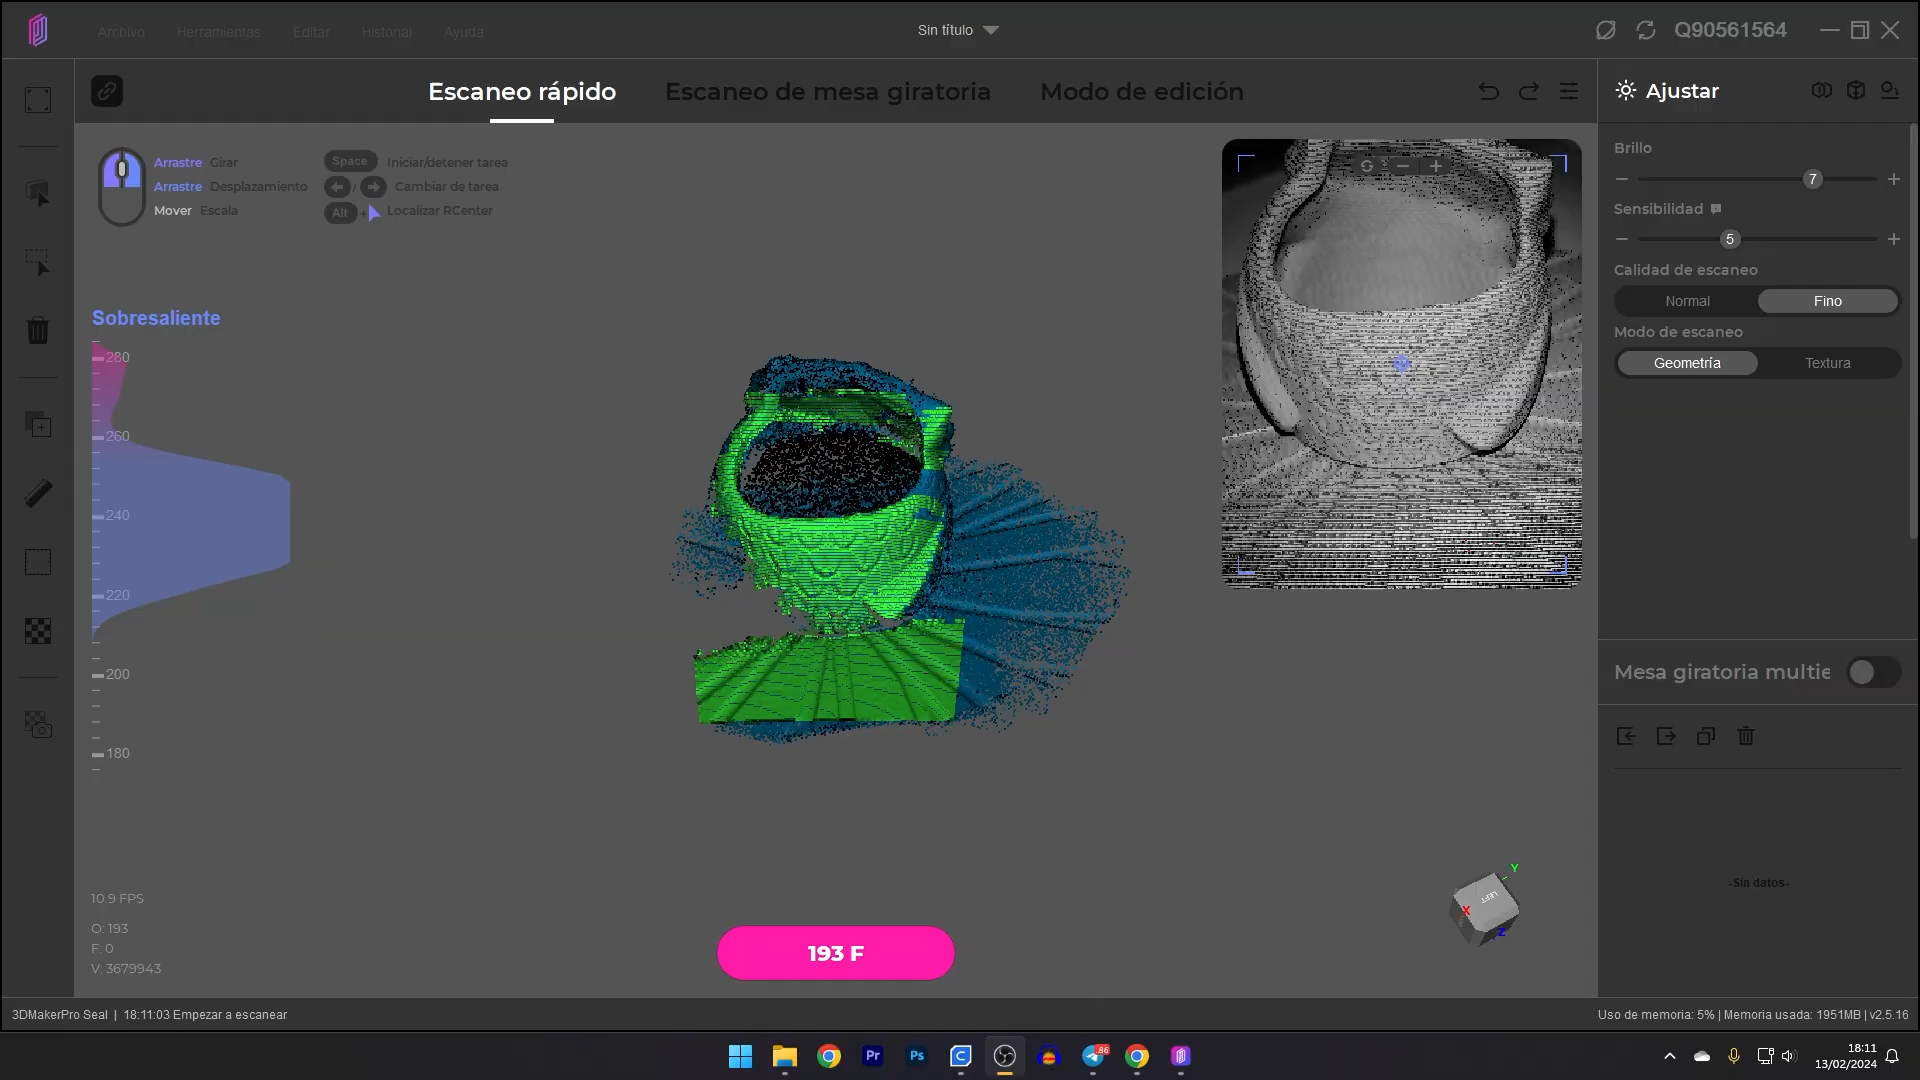 Archivo Herramientas Editar Historial Ayuda
Sin título
Q90561564
Escaneo rápido Escaneo de mesa giratoria Modo de edición
Ajustar
Arrastre Girar
Arrastre Desplazamiento
Mover Escala
Space Iniciar/detener tarea
/ Cambiar de tarea
Alt + Localizar RCenter
Brillo
7
Sensibilidad
5
Calidad de escaneo
Normal Fino
Modo de escaneo
Geometría Textura
Sobresaliente
280
260
240
220
200
180
Mesa giratoria multie
-Sin datos-
Y
LEFT
X
Z
10.9 FPS
O: 193
F: 0
V: 3679943
193 F
3DMakerPro Seal | 18:11:03 Empezar a escanear
Uso de memoria: 5% | Memoria usada: 1951MB | v2.5.16
Pr
Ps
C
86
18:11
13/02/2024